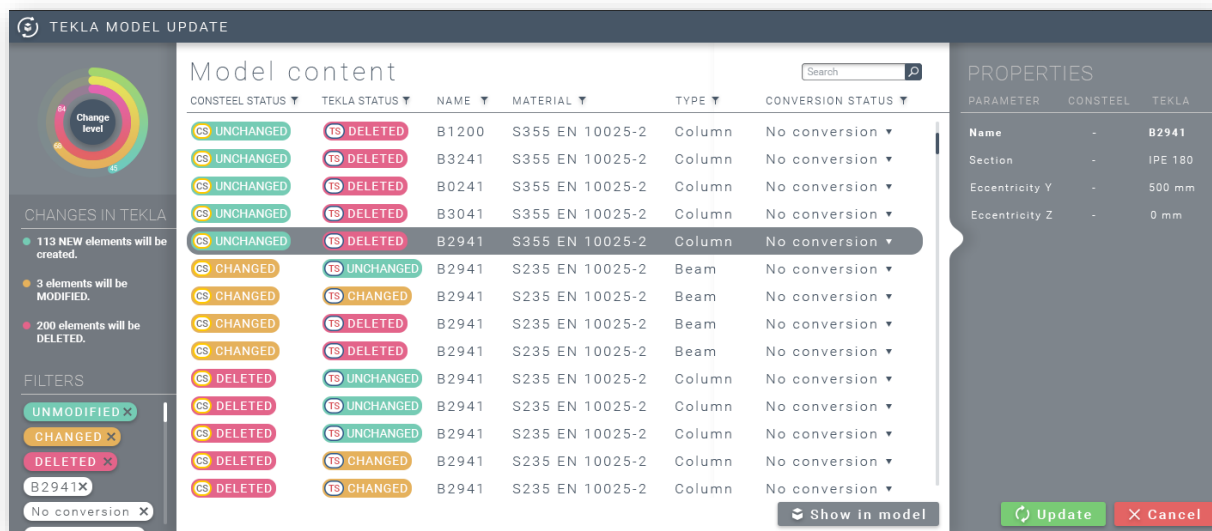 TEKLA MODEL UPDATE
84
68
45
Change
level
CHANGES IN TEKLA
113 NEW elements will be
created.
3 elements will be
MODIFIED.
200 elements will be
DELETED.
FILTERS
UNMODIFIED
CHANGED
DELETED
B2941
No conversion
Model content
Search
CONSTEEL STATUS TEKLA STATUS NAME MATERIAL TYPE CONVERSION STATUS
CS UNCHANGED TS DELETED B1200 S355 EN 10025-2 Column No conversion
CS UNCHANGED TS DELETED B3241 S355 EN 10025-2 Column No conversion
CS UNCHANGED TS DELETED B0241 S355 EN 10025-2 Column No conversion
CS UNCHANGED TS DELETED B3041 S355 EN 10025-2 Column No conversion
CS UNCHANGED TS DELETED B2941 S355 EN 10025-2 Column No conversion
CS CHANGED TS UNCHANGED B2941 S235 EN 10025-2 Beam No conversion
CS CHANGED TS CHANGED B2941 S235 EN 10025-2 Beam No conversion
CS CHANGED TS DELETED B2941 S235 EN 10025-2 Beam No conversion
CS CHANGED TS DELETED B2941 S235 EN 10025-2 Beam No conversion
CS DELETED TS UNCHANGED B2941 S235 EN 10025-2 Column No conversion
CS DELETED TS UNCHANGED B2941 S235 EN 10025-2 Column No conversion
CS DELETED TS UNCHANGED B2941 S235 EN 10025-2 Column No conversion
CS DELETED TS CHANGED B2941 S235 EN 10025-2 Column No conversion
CS DELETED TS CHANGED B2941 S235 EN 10025-2 Column No conversion
Show in model
PROPERTIES
PARAMETER CONSTEEL TEKLA
Name - B2941
Section - IPE 180
Eccentricity Y - 500 mm
Eccentricity Z - 0 mm
Update
Cancel